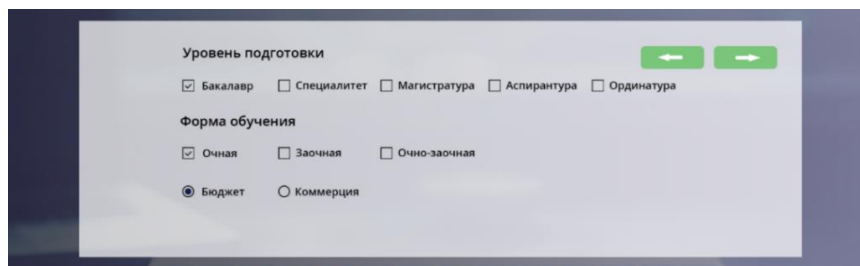 Уровень подготовки
Бакалавр Специалитет Магистратура Аспирантура Ординатура
Форма обучения
Очная Заочная Очно-заочная
Бюджет Коммерция